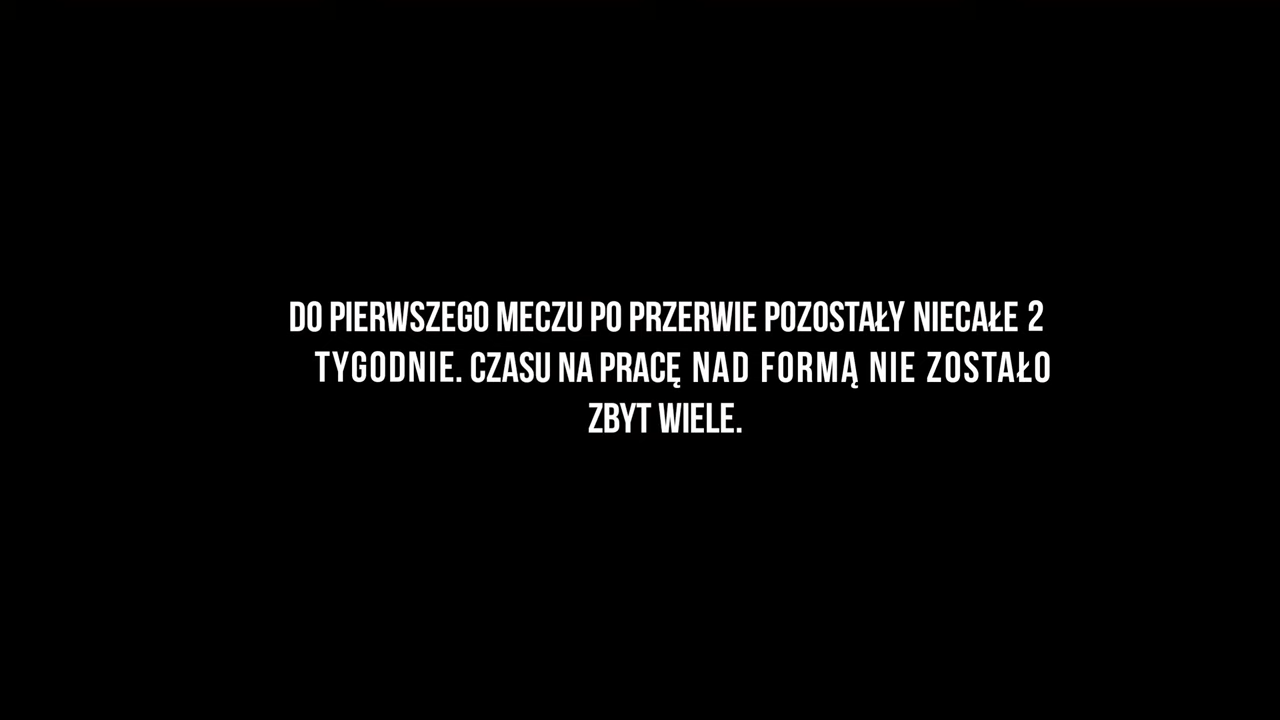 DO PIERWSZEGO MECZU PO PRZERWIE POZOSTAŁY NIECAŁE 2
TYGODNIE. CZASU NA PRACĘ NAD FORMĄ NIE ZOSTAŁO
ZBYT WIELE.